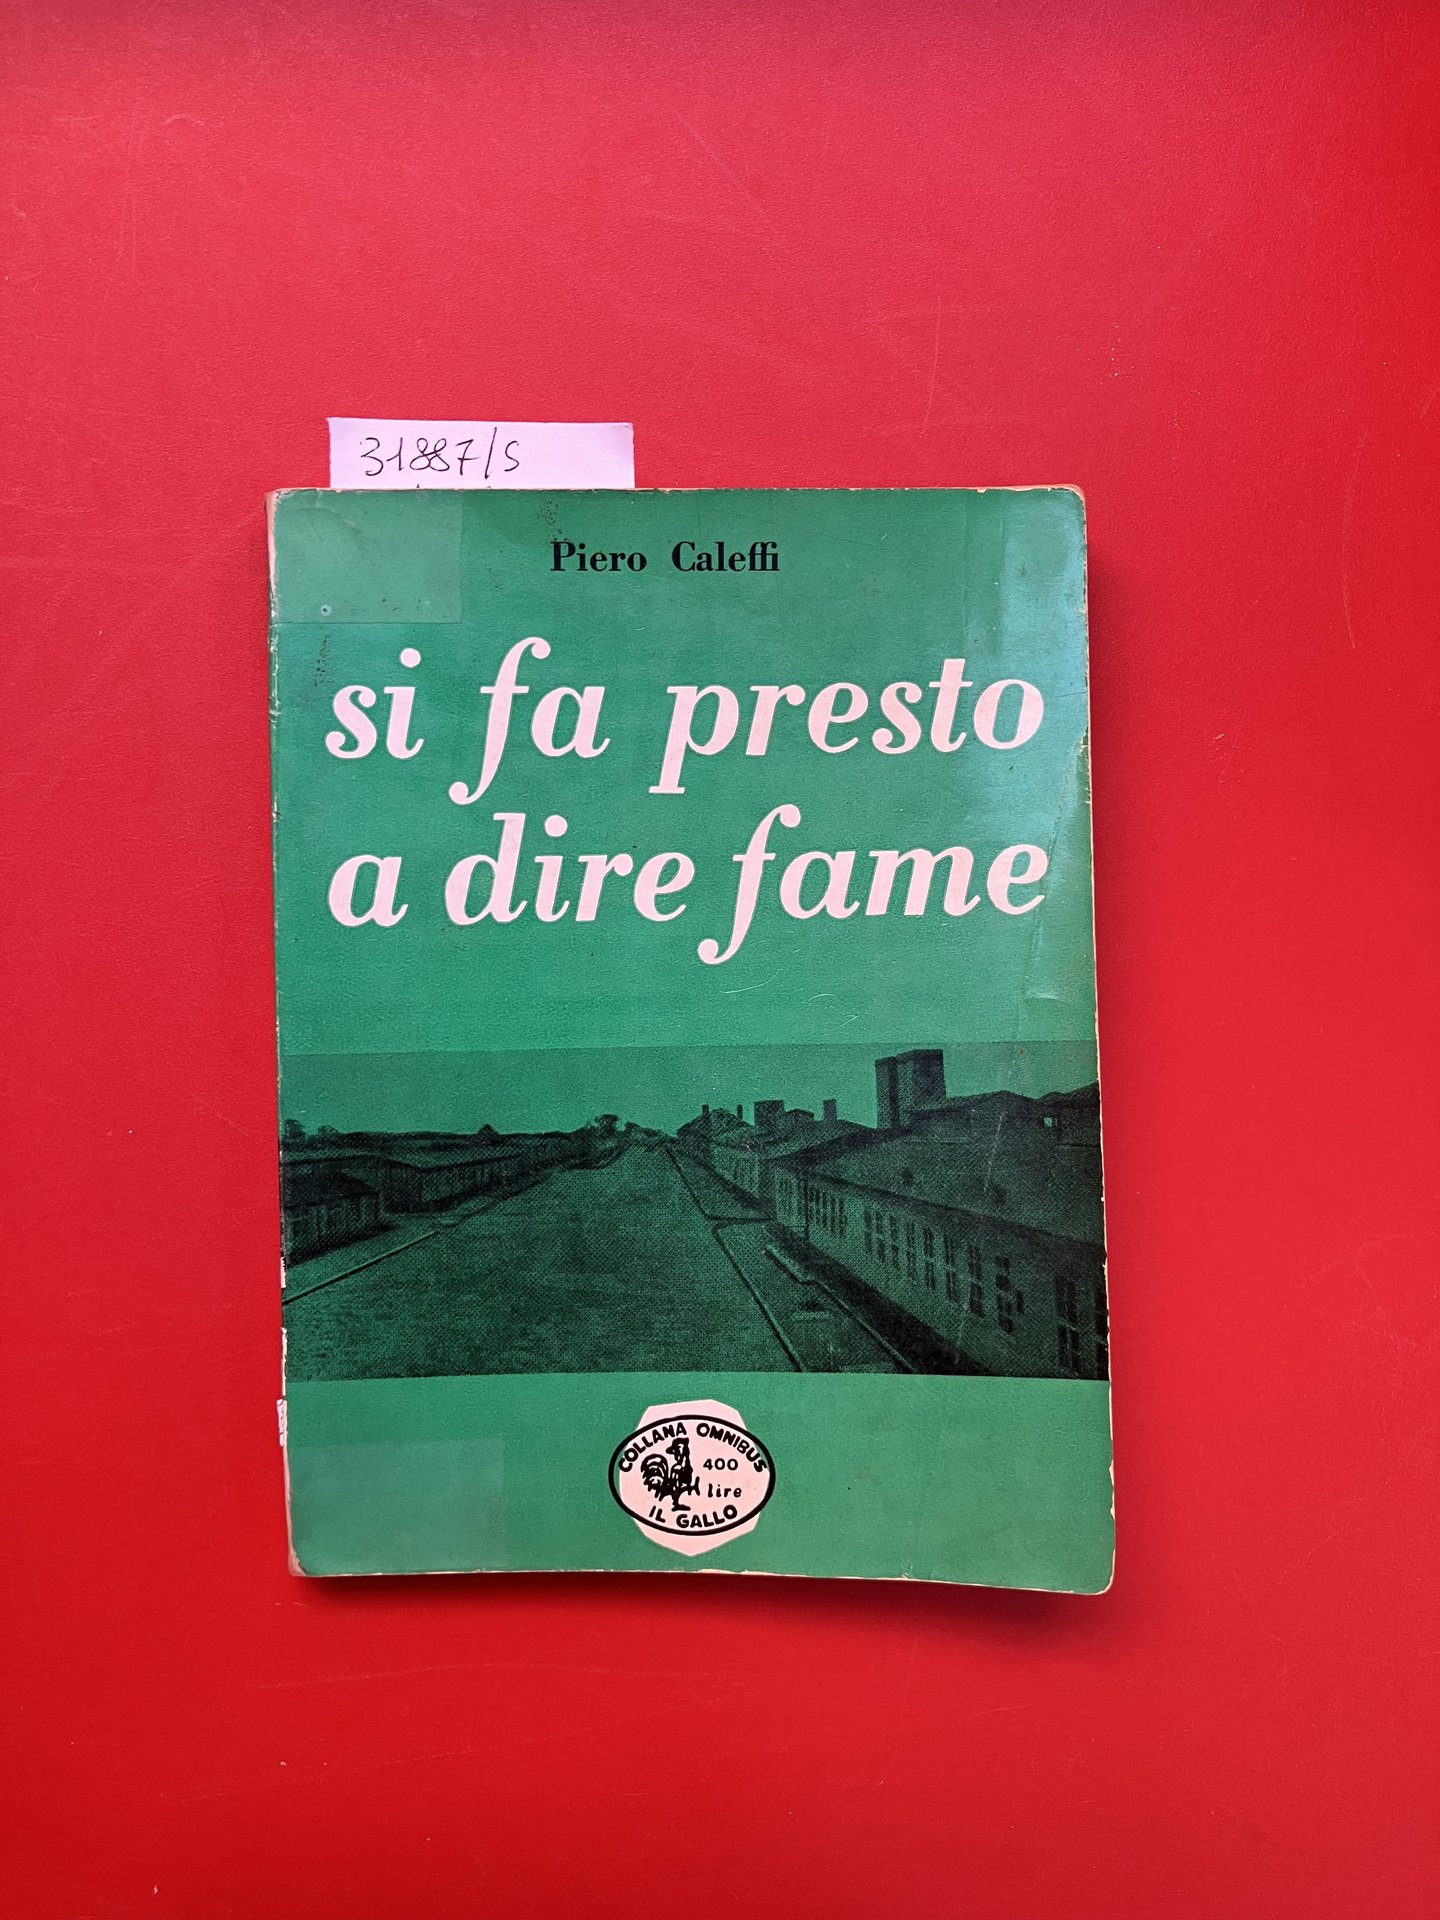 31887/S
Piero Caleffi
si fa presto
a dire fame
COLLANA OMNIBUS
400
lire
IL GALLO